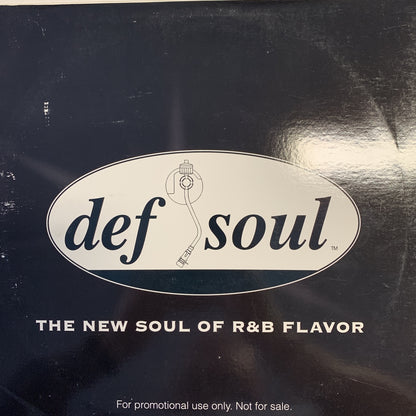 def soul ™
THE NEW SOUL OF R&B FLAVOR
For promotional use only. Not for sale.